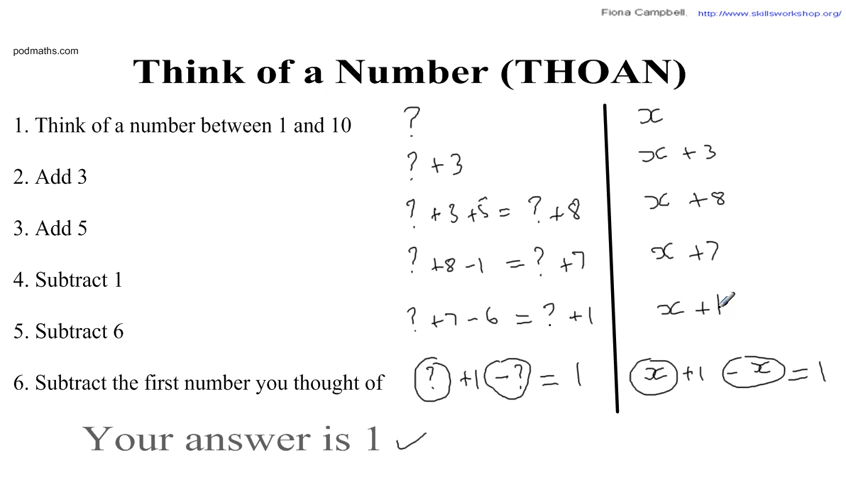 Fiona Campbell. http://www.skillsworkshop.org/
podmaths.com
Think of a Number (THOAN)
1. Think of a number between 1 and 10 ? x
2. Add 3 ? + 3 x + 3
3. Add 5 ? + 3 + 5 = ? + 8 x + 8
4. Subtract 1 ? + 8 - 1 = ? + 7 x + 7
5. Subtract 6 ? + 7 - 6 = ? + 1 x + 1
6. Subtract the first number you thought of ? + 1 - ? = 1 x + 1 - x = 1
Your answer is 1 ✓